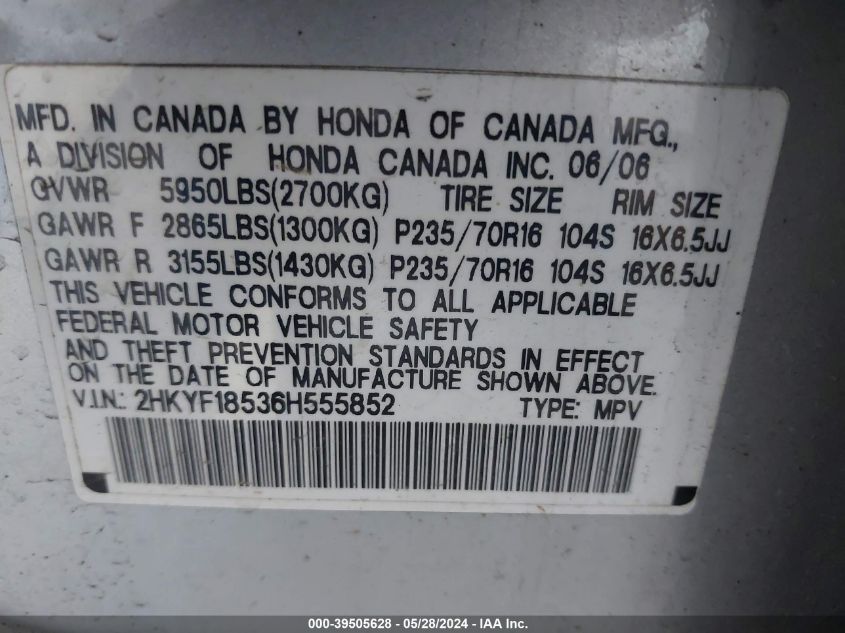 MFD. IN CANADA BY HONDA OF CANADA MFG.,
A DIVISION OF HONDA CANADA INC. 06/06
GVWR 5950LBS(2700KG) TIRE SIZE RIM SIZE
GAWR F 2865LBS(1300KG) P235/70R16 104S 16X6.5JJ
GAWR R 3155LBS(1430KG) P235/70R16 104S 16X6.5JJ
THIS VEHICLE CONFORMS TO ALL APPLICABLE
FEDERAL MOTOR VEHICLE SAFETY
AND THEFT PREVENTION STANDARDS IN EFFECT
ON THE DATE OF MANUFACTURE SHOWN ABOVE.
V.I.N.: 2HKYF18536H555852 TYPE: MPV
000-39505628 - 05/28/2024 - IAA Inc.